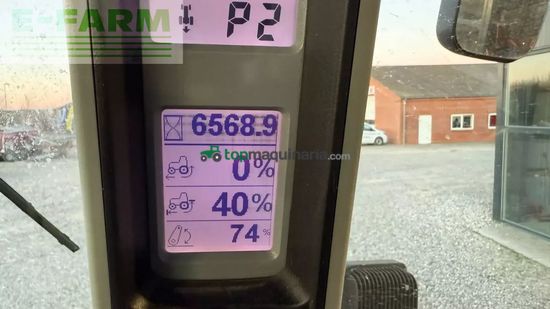 E-FARM
P2
6568.9
topmaquinaria.com
0%
40%
74%